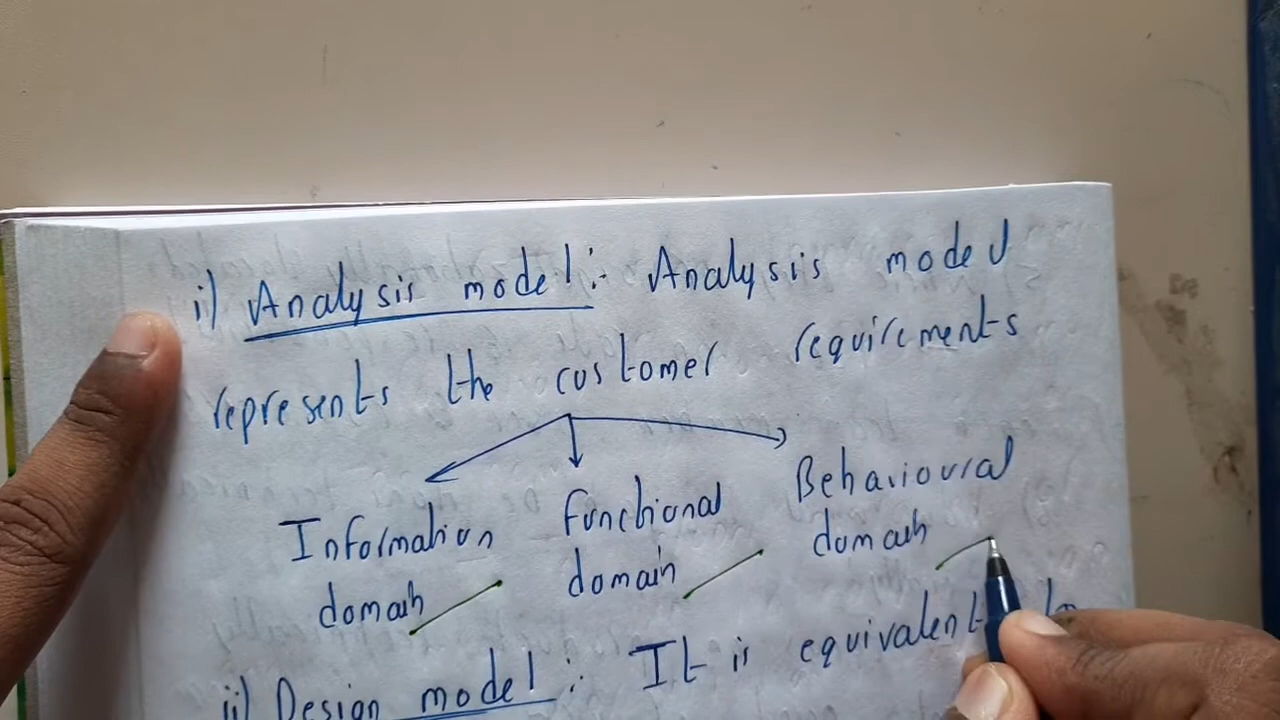 i) Analysis model :- Analysis model
represents the customer requirements
Information Functional Behavioural
domain domain domain
ii) Design model : It is equivalent to